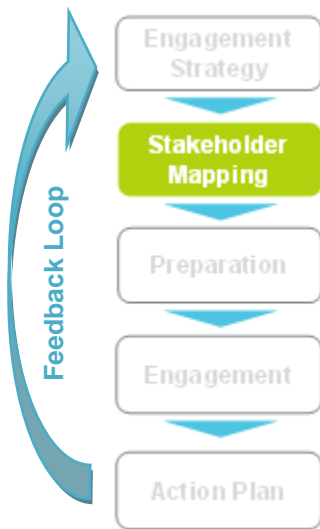 Engagement
Strategy
Stakeholder
Mapping
Preparation
Engagement
Action Plan
Feedback Loop